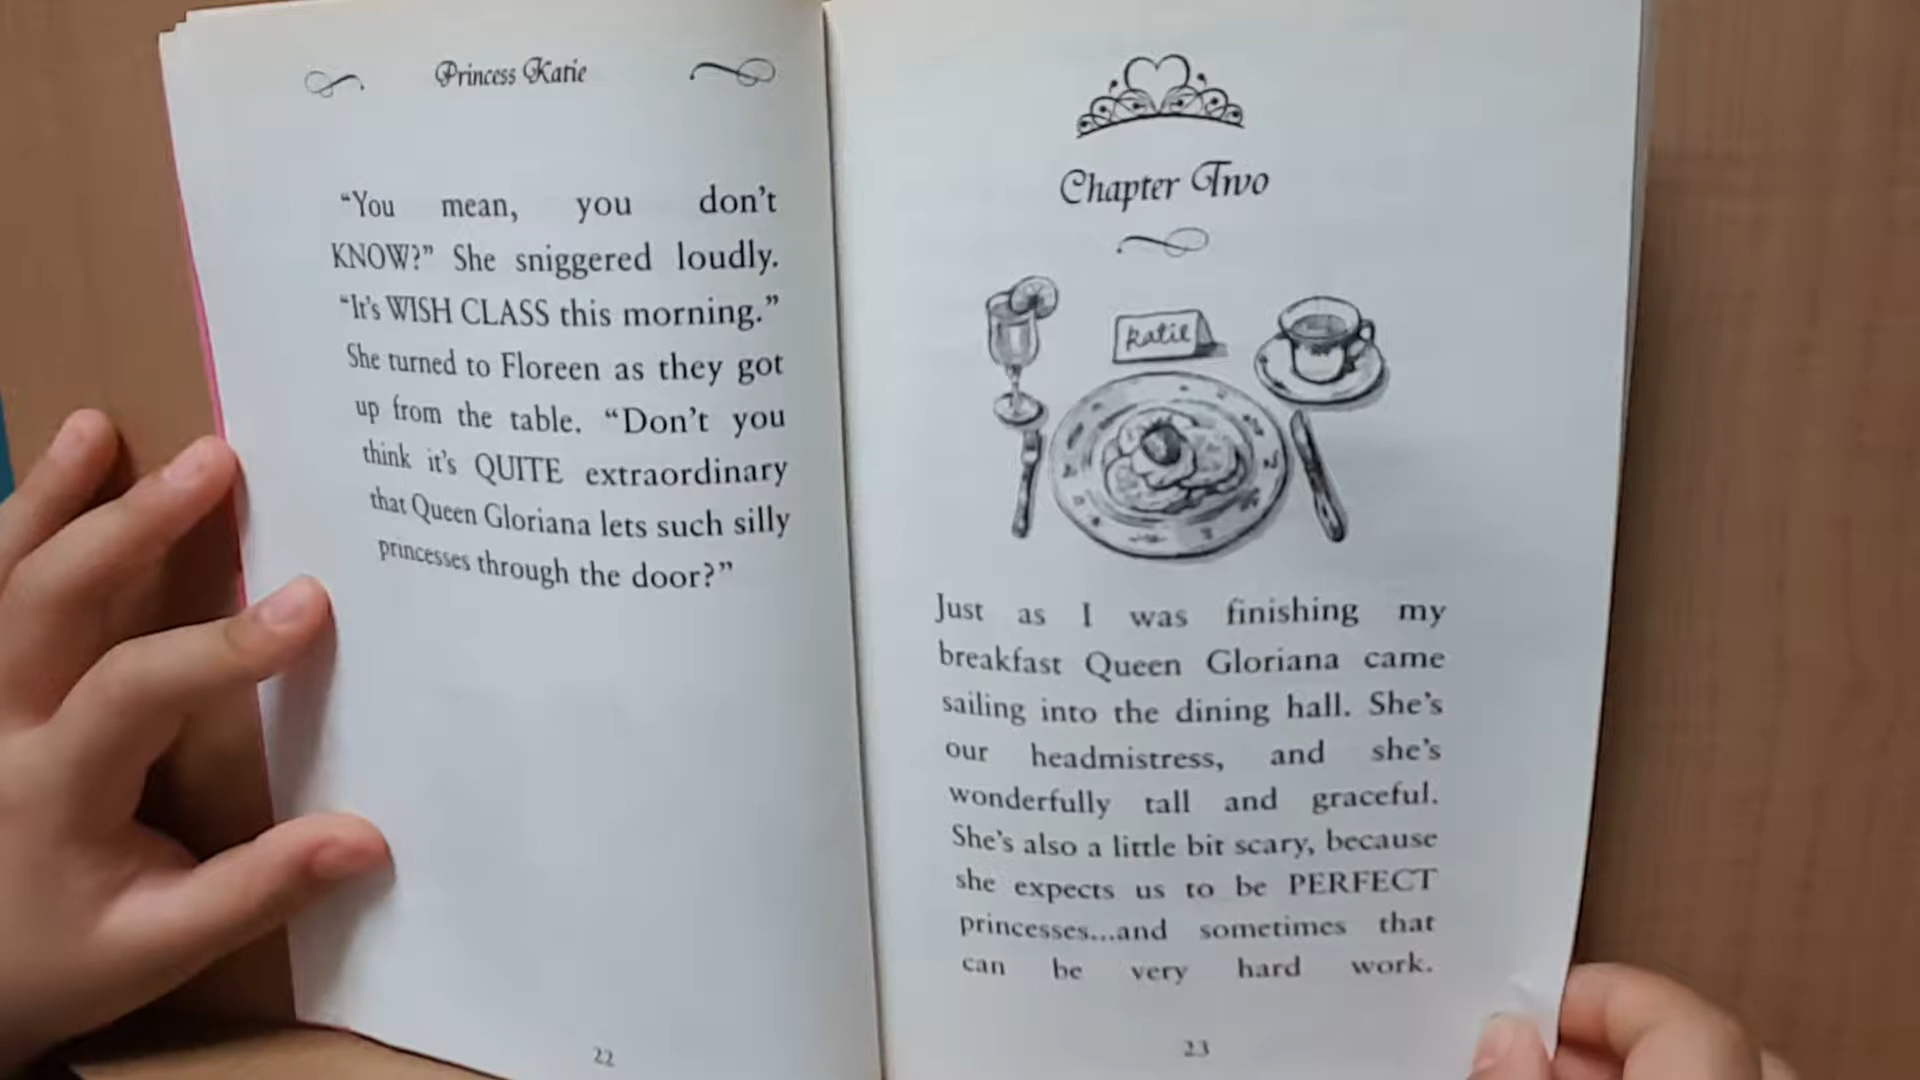 Princess Katie
“You mean, you don’t
KNOW?” She sniggered loudly.
“It’s WISH CLASS this morning.”
She turned to Floreen as they got
up from the table. “Don’t you
think it’s QUITE extraordinary
that Queen Gloriana lets such silly
princesses through the door?”
22
Chapter Two
Katie
Just as I was finishing my
breakfast Queen Gloriana came
sailing into the dining hall. She’s
our headmistress, and she’s
wonderfully tall and graceful.
She’s also a little bit scary, because
she expects us to be PERFECT
princesses...and sometimes that
can be very hard work.
23